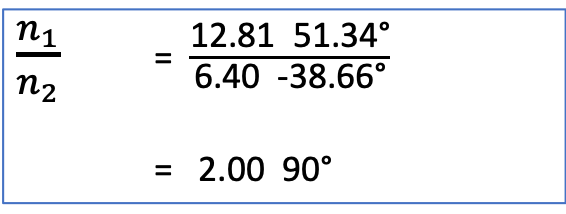 n₁
n₂
= 12.81 51.34°
6.40 -38.66°
= 2.00 90°